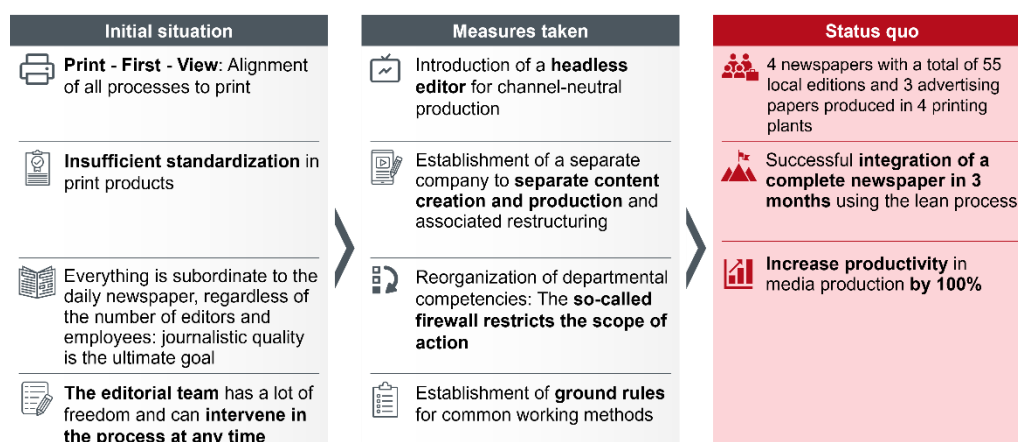 Initial situation
Print - First - View: Alignment
of all processes to print
Insufficient standardization in
print products
Everything is subordinate to the
daily newspaper, regardless of
the number of editors and
employees: journalistic quality
is the ultimate goal
The editorial team has a lot of
freedom and can intervene in
the process at any time
Measures taken
Introduction of a headless
editor for channel-neutral
production
Establishment of a separate
company to separate content
creation and production and
associated restructuring
Reorganization of departmental
competencies: The so-called
firewall restricts the scope of
action
Establishment of ground rules
for common working methods
Status quo
4 newspapers with a total of 55
local editions and 3 advertising
papers produced in 4 printing
plants
Successful integration of a
complete newspaper in 3
months using the lean process
Increase productivity in
media production by 100%